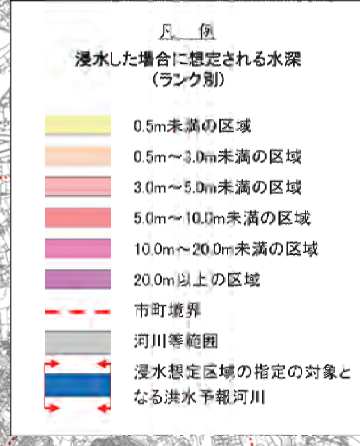 凡 例
浸水した場合に想定される水深
(ランク別)
0.5m未満の区域
0.5m~3.0m未満の区域
3.0m~5.0m未満の区域
5.0m~10.0m未満の区域
10.0m~20.0m未満の区域
20.0m以上の区域
市町境界
河川等範囲
浸水想定区域の指定の対象と
なる洪水予報河川